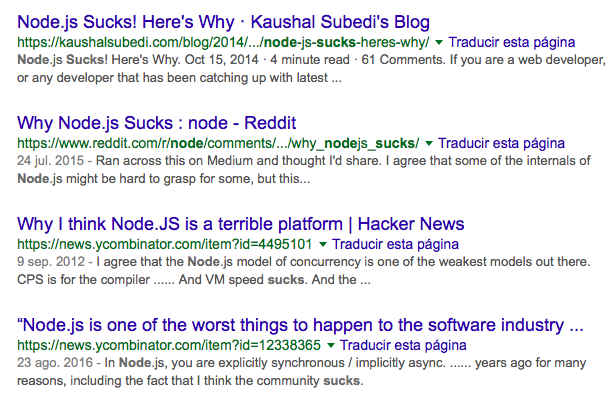 Node.js Sucks! Here's Why · Kaushal Subedi's Blog
https://kaushalsubedi.com/blog/2014/.../node-js-sucks-heres-why/ ▼ Traducir esta página
Node.js Sucks! Here's Why. Oct 15, 2014 · 4 minute read · 61 Comments. If you are a web developer,
or any developer that has been catching up with latest ...
Why Node.js Sucks : node - Reddit
https://www.reddit.com/r/node/comments/.../why_nodejs_sucks/ ▼ Traducir esta página
24 jul. 2015 - Ran across this on Medium and thought I'd share. I agree that some of the internals of
Node.js might be hard to grasp for some, but this...
Why I think Node.JS is a terrible platform | Hacker News
https://news.ycombinator.com/item?id=4495101 ▼ Traducir esta página
9 sep. 2012 - I agree that the Node.js model of concurrency is one of the weakest models out there.
CPS is for the compiler ...... And VM speed sucks. And the ...
“Node.js is one of the worst things to happen to the software industry ...
https://news.ycombinator.com/item?id=12338365 ▼ Traducir esta página
23 ago. 2016 - In Node.js, you are explicitly synchronous / implicitly async. ...... years ago for many
reasons, including the fact that I think the community sucks.